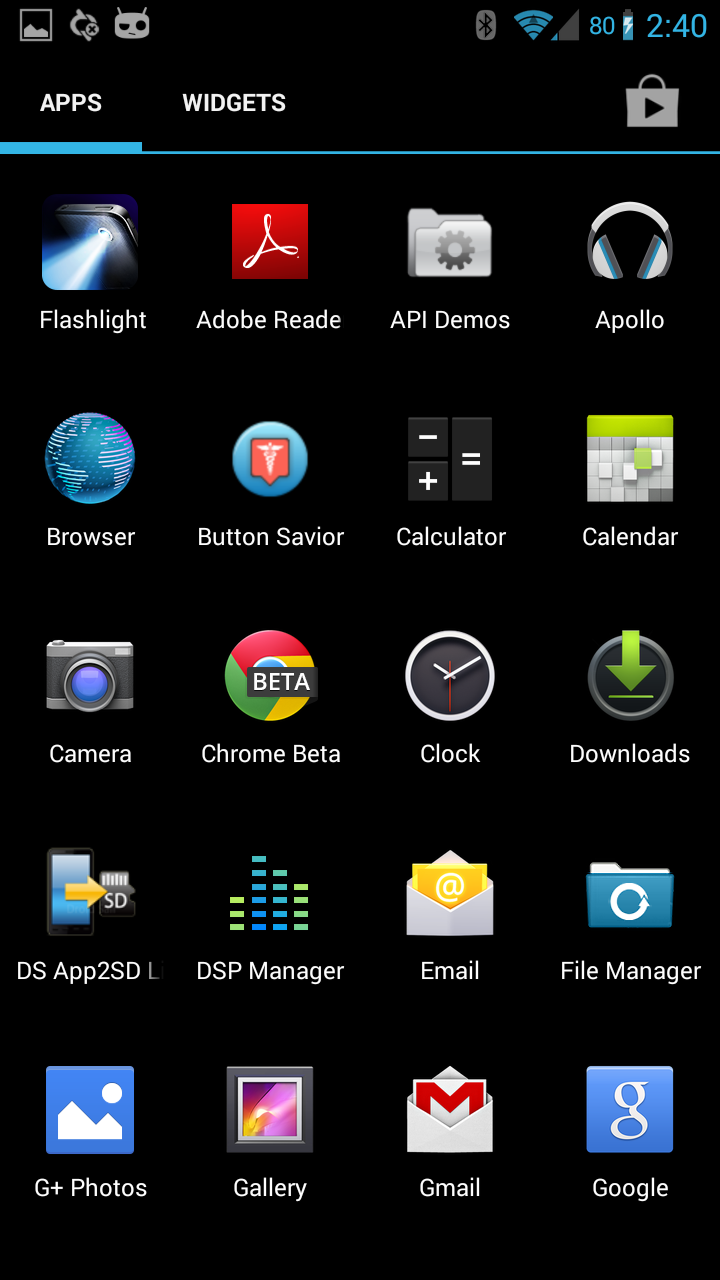 80 2:40
APPS WIDGETS
Flashlight Adobe Reade API Demos Apollo
Browser Button Savior Calculator Calendar
BETA
Camera Chrome Beta Clock Downloads
SD @
DS App2SD Li DSP Manager Email File Manager
g
G+ Photos Gallery Gmail Google